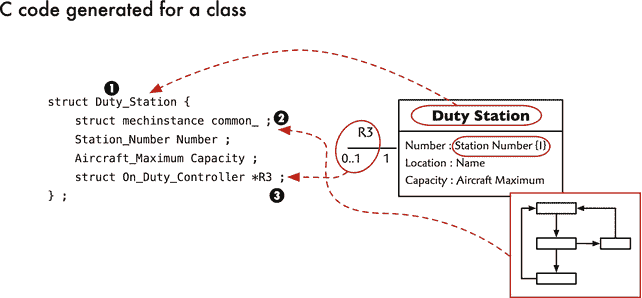 C code generated for a class
1
struct Duty_Station {
struct mechinstance common_ ; 2
Station_Number Number ;
Aircraft_Maximum Capacity ;
struct On_Duty_Controller *R3 ;
3
} ;
R3
0..1 1
Duty Station
Number : Station Number {I}
Location : Name
Capacity : Aircraft Maximum